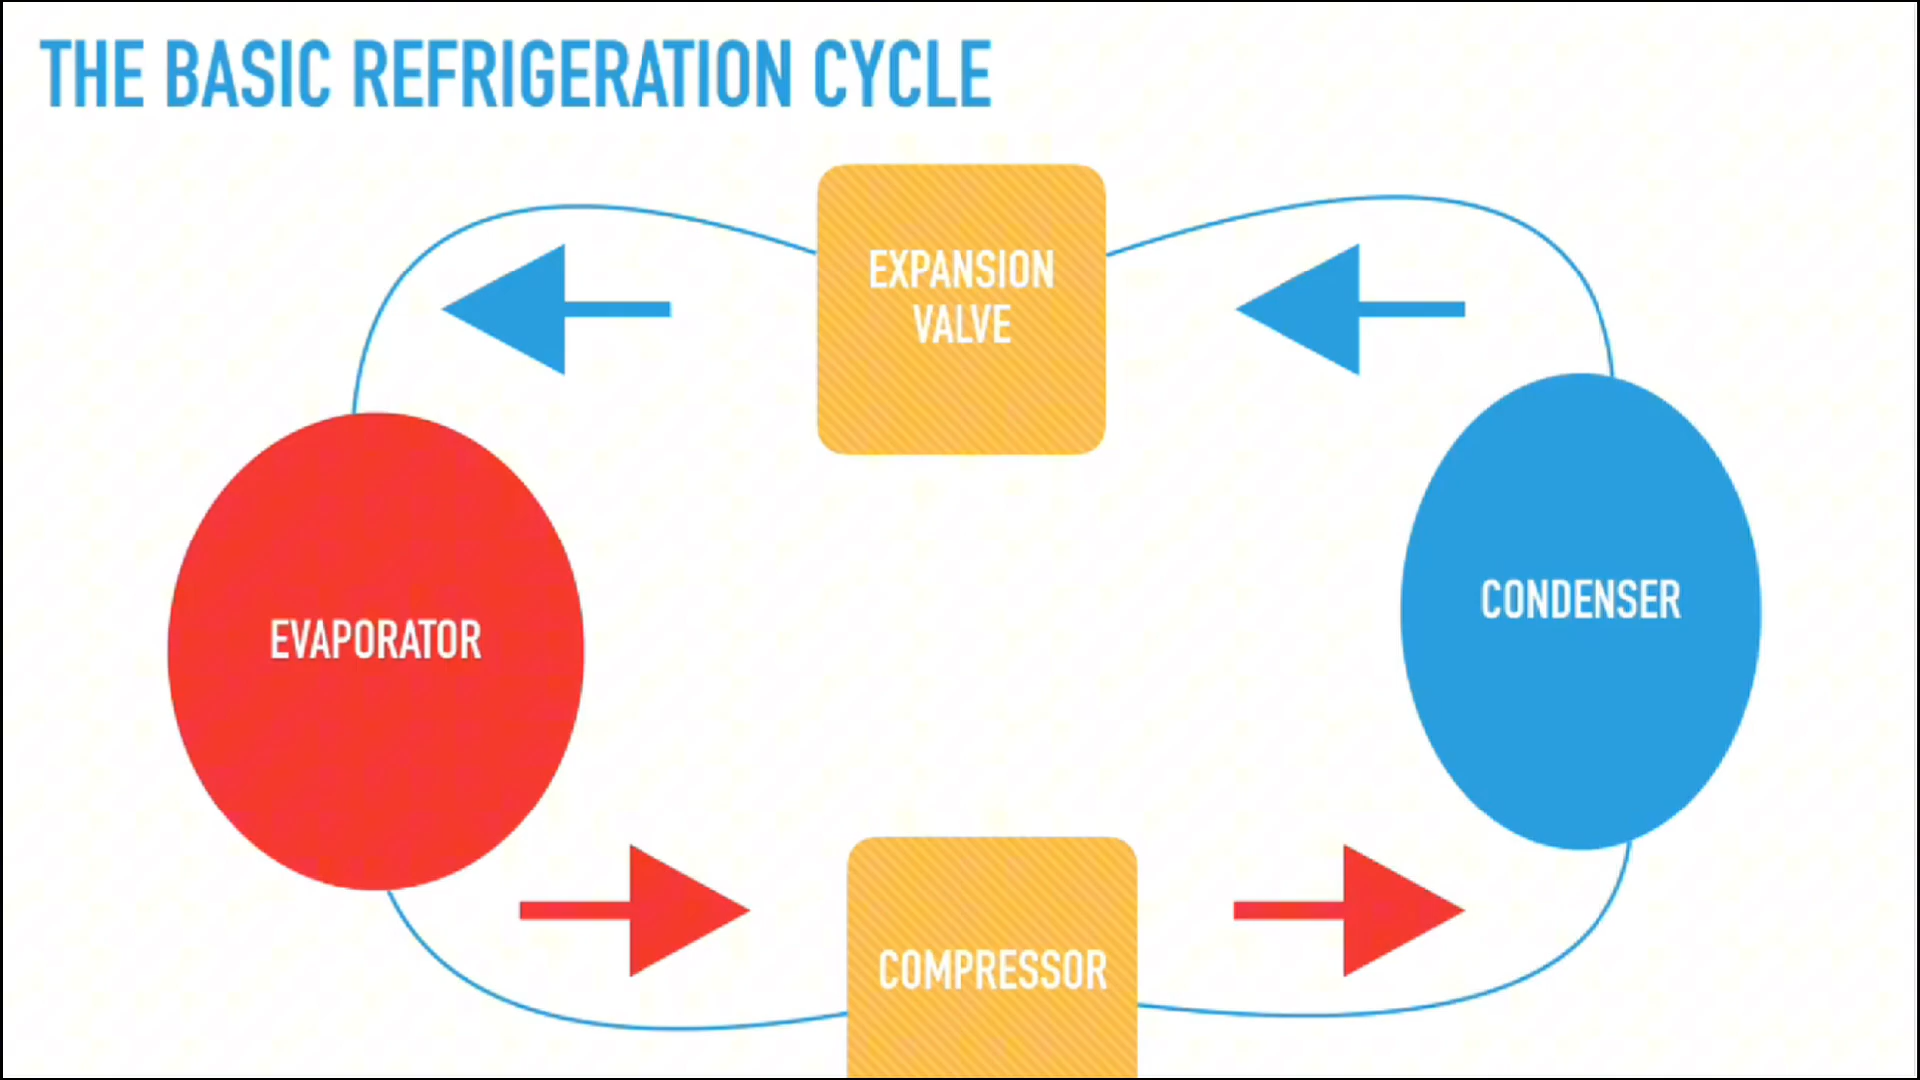 THE BASIC REFRIGERATION CYCLE
EXPANSION
VALVE
EVAPORATOR
CONDENSER
COMPRESSOR